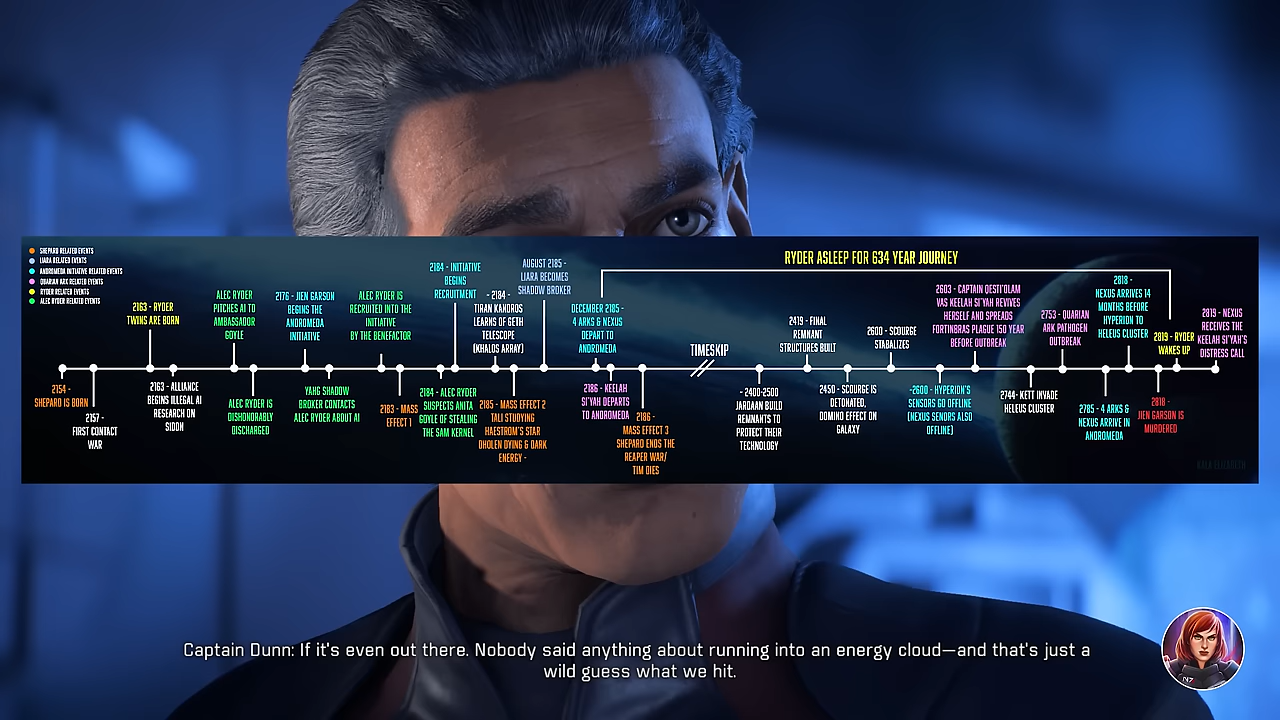 SHEPARD RELATED EVENTS
LIARA RELATED EVENTS
ANDROMEDA INITIATIVE RELATED EVENTS
QUARIAN ARK RELATED EVENTS
RYDER RELATED EVENTS
ALEC RYDER RELATED EVENTS
RYDER ASLEEP FOR 634 YEAR JOURNEY
2163 - RYDER
TWINS ARE BORN
ALEC RYDER
PITCHES AI TO
AMBASSADOR
GOYLE
2176 - JIEN GARSON
BEGINS THE
ANDROMEDA
INITIATIVE
ALEC RYDER IS
RECRUITED INTO THE
INITIATIVE
BY THE BENEFACTOR
2184 - INITIATIVE
BEGINS
RECRUITMENT
- 2184 -
TIRAN KANDROS
LEARNS OF GETH
TELESCOPE
(KHALOS ARRAY)
AUGUST 2185 -
LIARA BECOMES
SHADOW BROKER
DECEMBER 2185 -
4 ARKS & NEXUS
DEPART TO
ANDROMEDA
TIMESKIP
2419 - FINAL
REMNANT
STRUCTURES BUILT
2600 - SCOURGE
STABALIZES
2603 - CAPTAIN QESTI'OLAM
VAS KEELAH SI'YAH REVIVES
HERSELF AND SPREADS
FORTINBRAS PLAGUE 150 YEAR
BEFORE OUTBREAK
2753 - QUARIAN
ARK PATHOGEN
OUTBREAK
2818 -
NEXUS ARRIVES 14
MONTHS BEFORE
HYPERION TO
HELEUS CLUSTER
2819 - RYDER
WAKES UP
2819 - NEXUS
RECEIVES THE
KEELAH SI'YAH'S
DISTRESS CALL
2154 -
SHEPARD IS BORN
2157 -
FIRST CONTACT
WAR
2163 - ALLIANCE
BEGINS ILLEGAL AI
RESEARCH ON
SIDON
ALEC RYDER IS
DISHONORABLY
DISCHARGED
YAHG SHADOW
BROKER CONTACTS
ALEC RYDER ABOUT AI
2183 - MASS
EFFECT 1
2184 - ALEC RYDER
SUSPECTS ANITA
GOYLE OF STEALING
THE SAM KERNEL
2185 - MASS EFFECT 2
TALI STUDYING
HAESTROM'S STAR
DHOLEN DYING & DARK
ENERGY -
2186 - KEELAH
SI'YAH DEPARTS
TO ANDROMEDA
2186 -
MASS EFFECT 3
SHEPARD ENDS THE
REAPER WAR/
TIM DIES
~ 2400-2500
JARDAAN BUILD
REMNANTS TO
PROTECT THEIR
TECHNOLOGY
2450 - SCOURGE IS
DETONATED,
DOMINO EFFECT ON
GALAXY
~2600 - HYPERION'S
SENSORS GO OFFLINE
(NEXUS SENORS ALSO
OFFLINE)
2744- KETT INVADE
HELEUS CLUSTER
2785 - 4 ARKS &
NEXUS ARRIVE IN
ANDROMEDA
2818 -
JIEN GARSON IS
MURDERED
Captain Dunn: If it's even out there. Nobody said anything about running into an energy cloud—and that's just a
wild guess what we hit.
N7